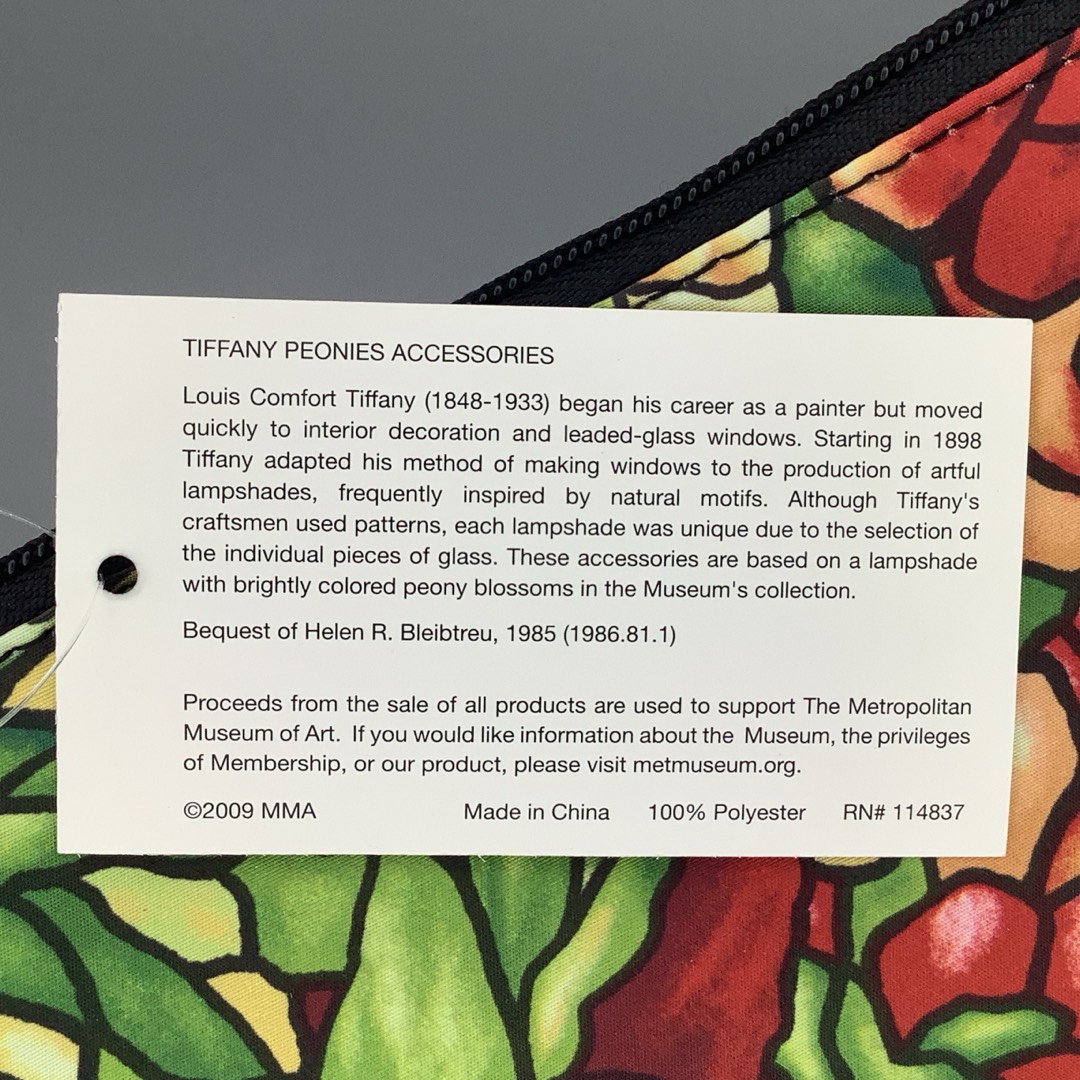 TIFFANY PEONIES ACCESSORIES
Louis Comfort Tiffany (1848-1933) began his career as a painter but moved
quickly to interior decoration and leaded-glass windows. Starting in 1898
Tiffany adapted his method of making windows to the production of artful
lampshades, frequently inspired by natural motifs. Although Tiffany's
craftsmen used patterns, each lampshade was unique due to the selection of
the individual pieces of glass. These accessories are based on a lampshade
with brightly colored peony blossoms in the Museum's collection.
Bequest of Helen R. Bleibtreu, 1985 (1986.81.1)
Proceeds from the sale of all products are used to support The Metropolitan
Museum of Art. If you would like information about the Museum, the privileges
of Membership, or our product, please visit metmuseum.org.
©2009 MMA Made in China 100% Polyester RN# 114837